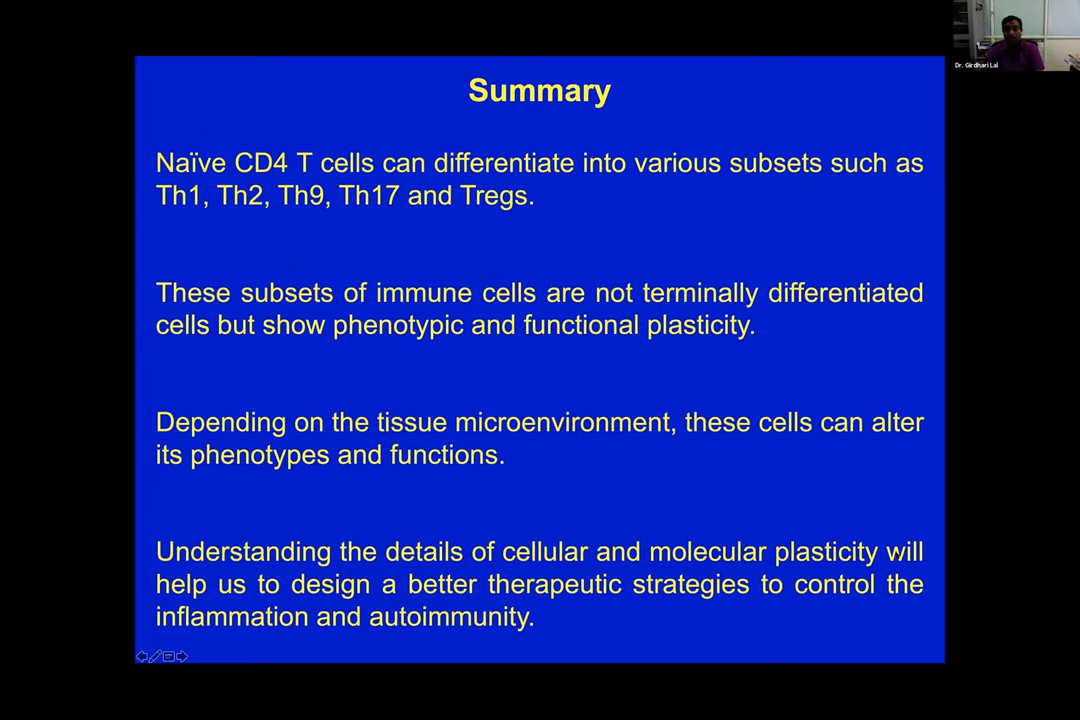 Dr. Girdhari Lal
Summary
Naïve CD4 T cells can differentiate into various subsets such as
Th1, Th2, Th9, Th17 and Tregs.
These subsets of immune cells are not terminally differentiated
cells but show phenotypic and functional plasticity.
Depending on the tissue microenvironment, these cells can alter
its phenotypes and functions.
Understanding the details of cellular and molecular plasticity will
help us to design a better therapeutic strategies to control the
inflammation and autoimmunity.